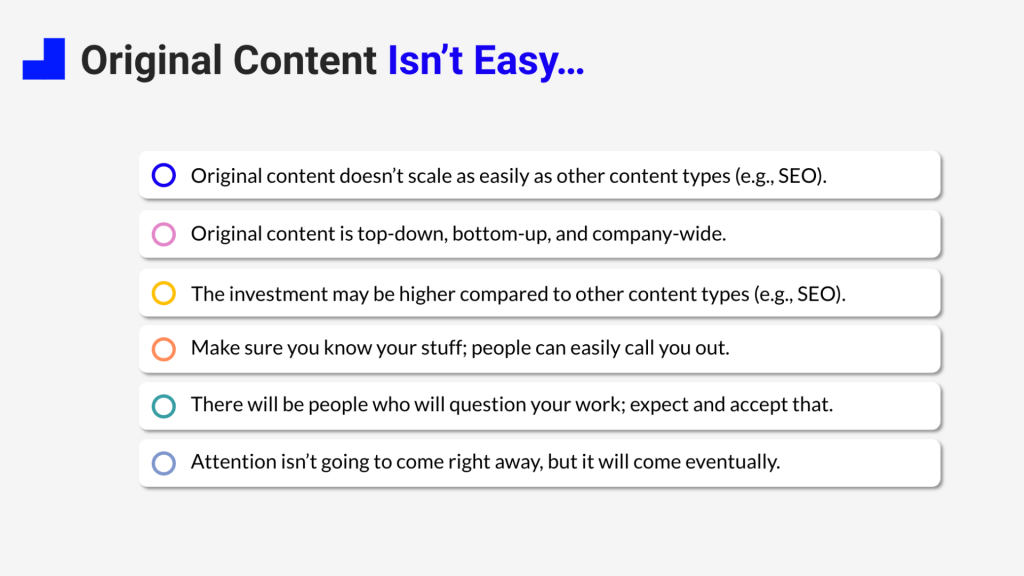 Original Content Isn’t Easy…
Original content doesn’t scale as easily as other content types (e.g., SEO).
Original content is top-down, bottom-up, and company-wide.
The investment may be higher compared to other content types (e.g., SEO).
Make sure you know your stuff; people can easily call you out.
There will be people who will question your work; expect and accept that.
Attention isn’t going to come right away, but it will come eventually.